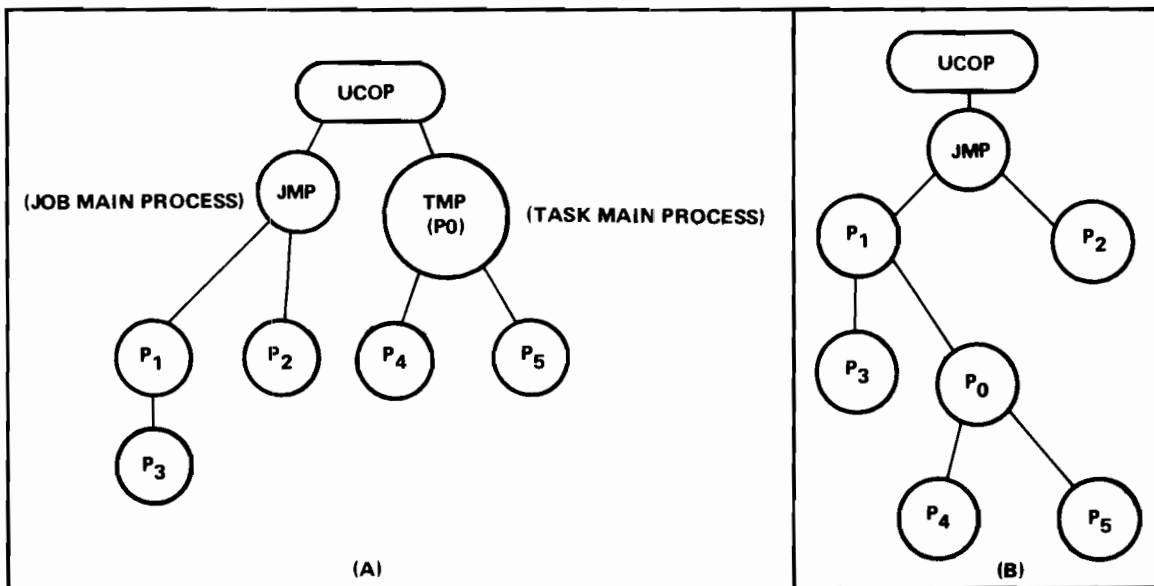 UCOP
JMP
(JOB MAIN PROCESS)
TMP
(P0)
(TASK MAIN PROCESS)
P1
P2
P4
P5
P3
(A)
UCOP
JMP
P1
P2
P3
P0
P4
P5
(B)